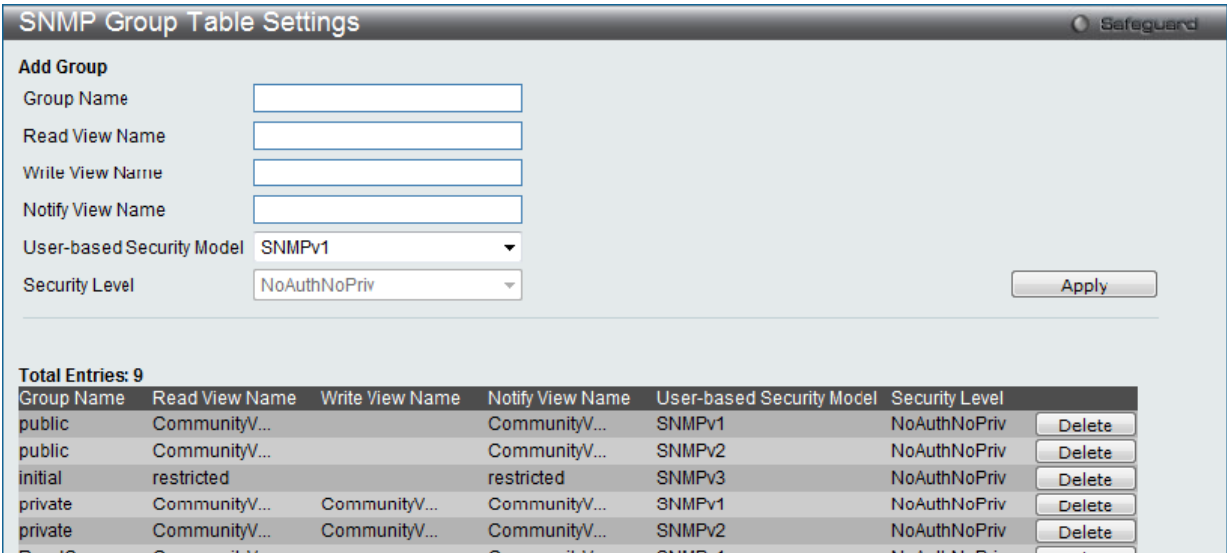 SNMP Group Table Settings
Safeguard
Add Group
Group Name
Read View Name
Write View Name
Notify View Name
User-based Security Model SNMPv1
Security Level NoAuthNoPriv
Apply
Total Entries: 9
Group Name Read View Name Write View Name Notify View Name User-based Security Model Security Level
public CommunityV... CommunityV... SNMPv1 NoAuthNoPriv Delete
public CommunityV... CommunityV... SNMPv2 NoAuthNoPriv Delete
initial restricted restricted SNMPv3 NoAuthNoPriv Delete
private CommunityV... CommunityV... CommunityV... SNMPv1 NoAuthNoPriv Delete
private CommunityV... CommunityV... CommunityV... SNMPv2 NoAuthNoPriv Delete